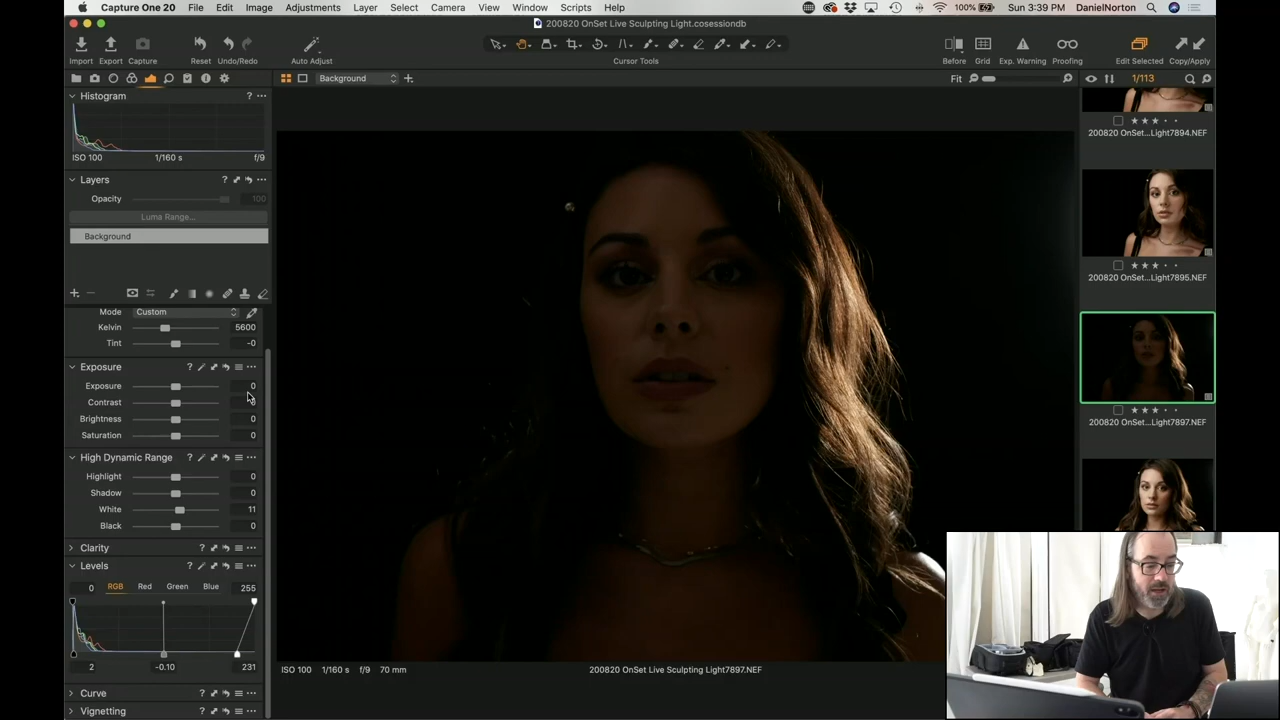 Capture One 20 File Edit Image Adjustments Layer Select Camera View Window Scripts Help 100% Sun 3:39 PM DanielNorton
200820 OnSet Live Sculpting Light.cosessiondb
Import Export Capture Reset Undo/Redo Auto Adjust Cursor Tools Before Grid Exp. Warning Proofing Edit Selected Copy/Apply
Background Fit 1/113
Histogram ?
ISO 100 1/160 s f/9
Layers ?
Opacity 100
Luma Range...
Background
Mode Custom
Kelvin 5600
Tint -0
Exposure ?
Exposure 0
Contrast
Brightness 0
Saturation 0
High Dynamic Range ?
Highlight 0
Shadow 0
White 11
Black 0
Clarity ?
Levels ?
0 RGB Red Green Blue 255
2 -0.10 231
Curve ?
Vignetting ?
ISO 100 1/160 s f/9 70 mm 200820 OnSet Live Sculpting Light7897.NEF
200820 OnSet...Light7894.NEF
200820 OnSet...Light7895.NEF
200820 OnSet...Light7897.NEF